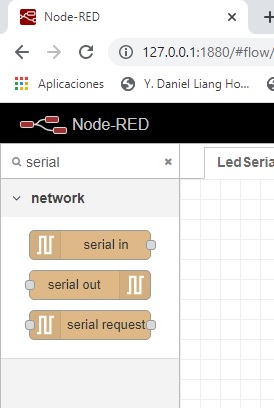 Node-RED
127.0.0.1:1880/#flow/
Aplicaciones
Y. Daniel Liang Ho...
Node-RED
serial
LedSeria
network
serial in
serial out
serial request